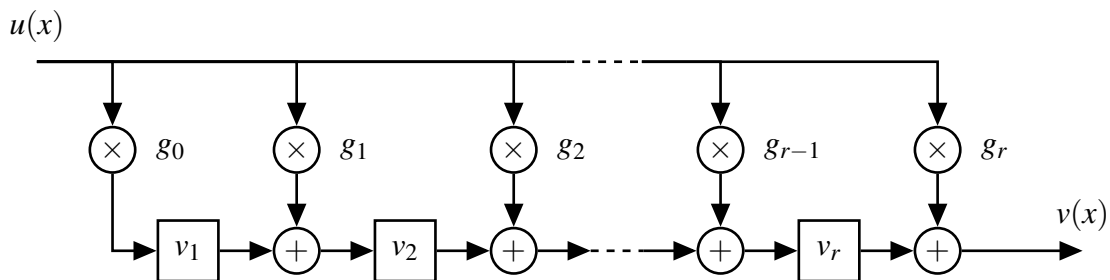 u(x)
× g₀ × g₁ × g₂ × gᵣ₋₁ × gᵣ
v(x)
v₁ + v₂ + + vᵣ +